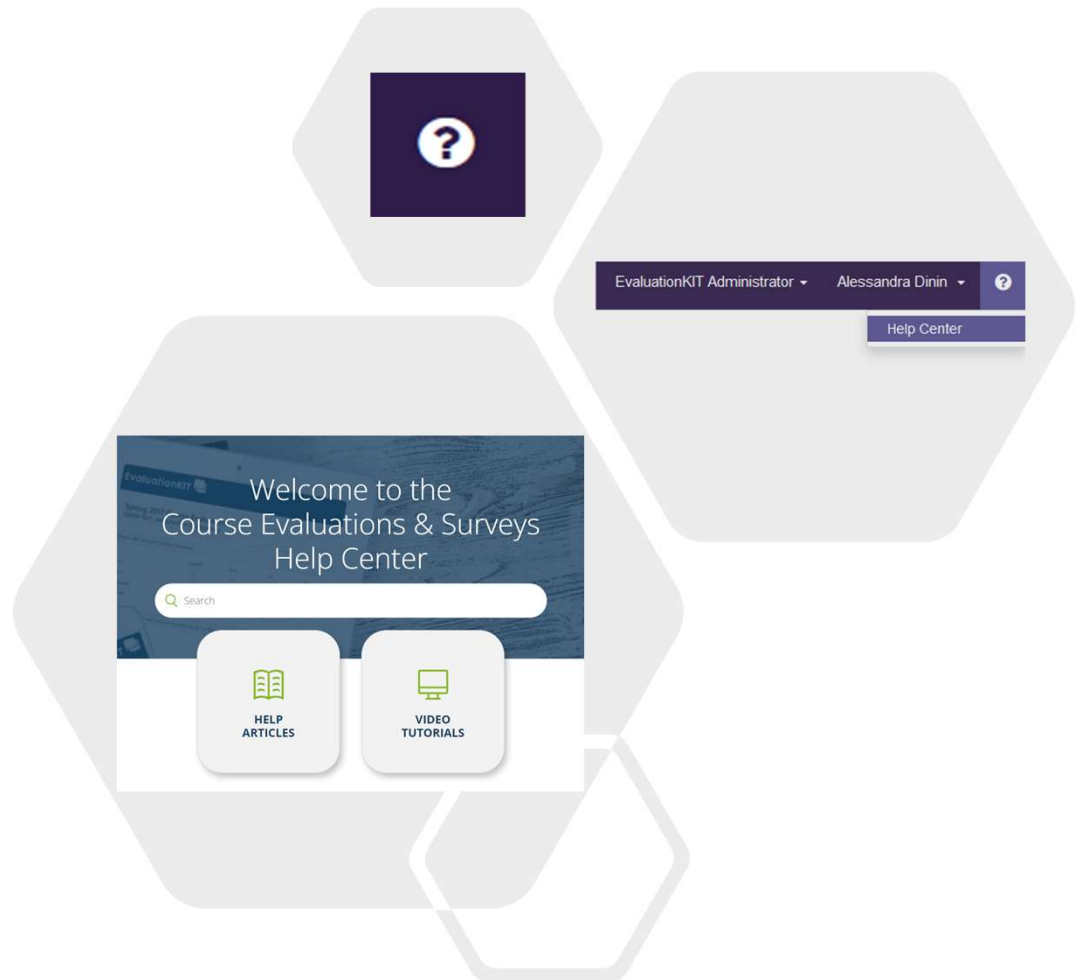 ?
EvaluationKIT Administrator
Alessandra Dinin
?
Help Center
EvaluationKIT
Welcome to the
Course Evaluations & Surveys
Help Center
Search
HELP
ARTICLES
VIDEO
TUTORIALS